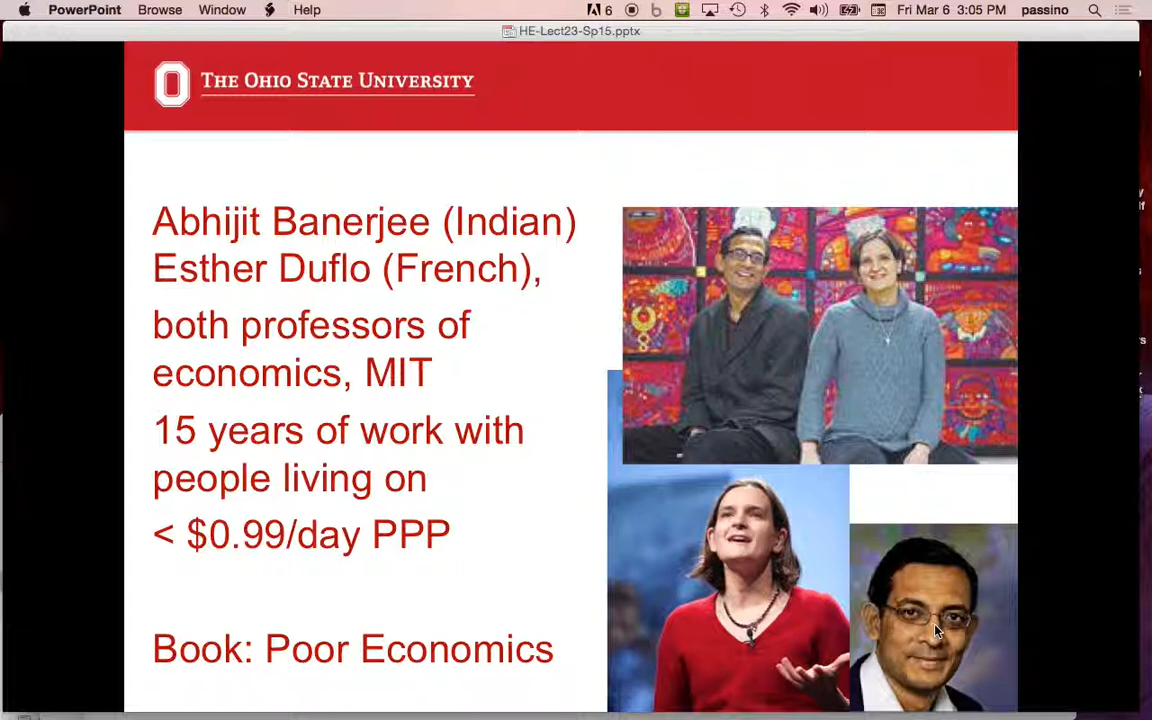 PowerPoint Browse Window Help 6 Fri Mar 6 3:05 PM passino
HE-Lect23-Sp15.pptx
THE OHIO STATE UNIVERSITY
Abhijit Banerjee (Indian)
Esther Duflo (French),
both professors of
economics, MIT
15 years of work with
people living on
< $0.99/day PPP
Book: Poor Economics